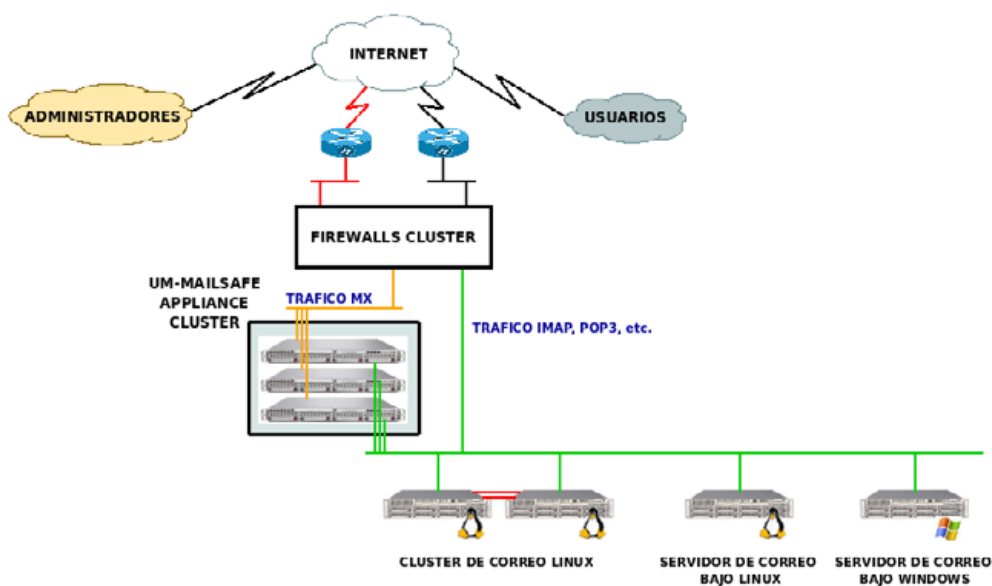 INTERNET
ADMINISTRADORES
USUARIOS
FIREWALLS CLUSTER
UM-MAILSAFE
APPLIANCE
CLUSTER
TRAFICO MX
TRAFICO IMAP, POP3, etc.
CLUSTER DE CORREO LINUX
SERVIDOR DE CORREO
BAJO LINUX
SERVIDOR DE CORREO
BAJO WINDOWS